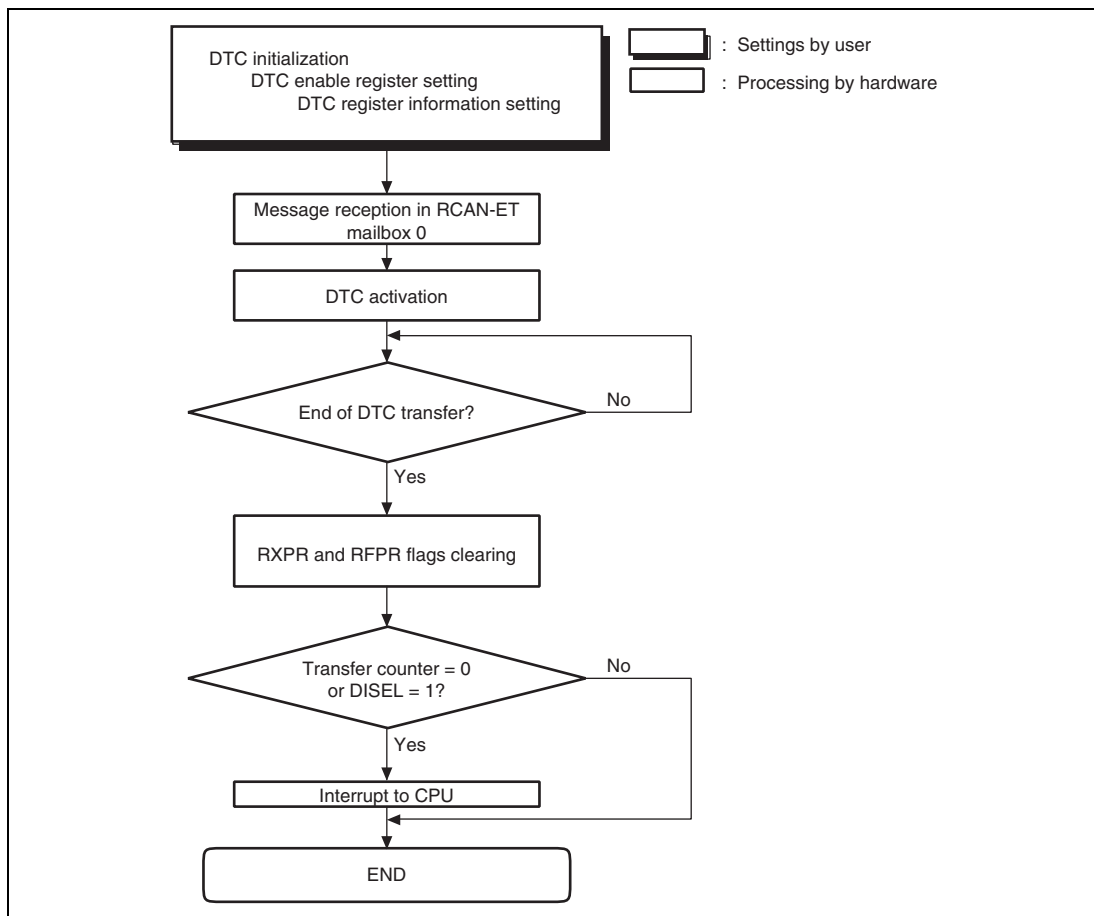 DTC initialization
DTC enable register setting
DTC register information setting
: Settings by user
: Processing by hardware
Message reception in RCAN-ET
mailbox 0
DTC activation
End of DTC transfer?
No
Yes
RXPR and RFPR flags clearing
Transfer counter = 0
or DISEL = 1?
No
Yes
Interrupt to CPU
END